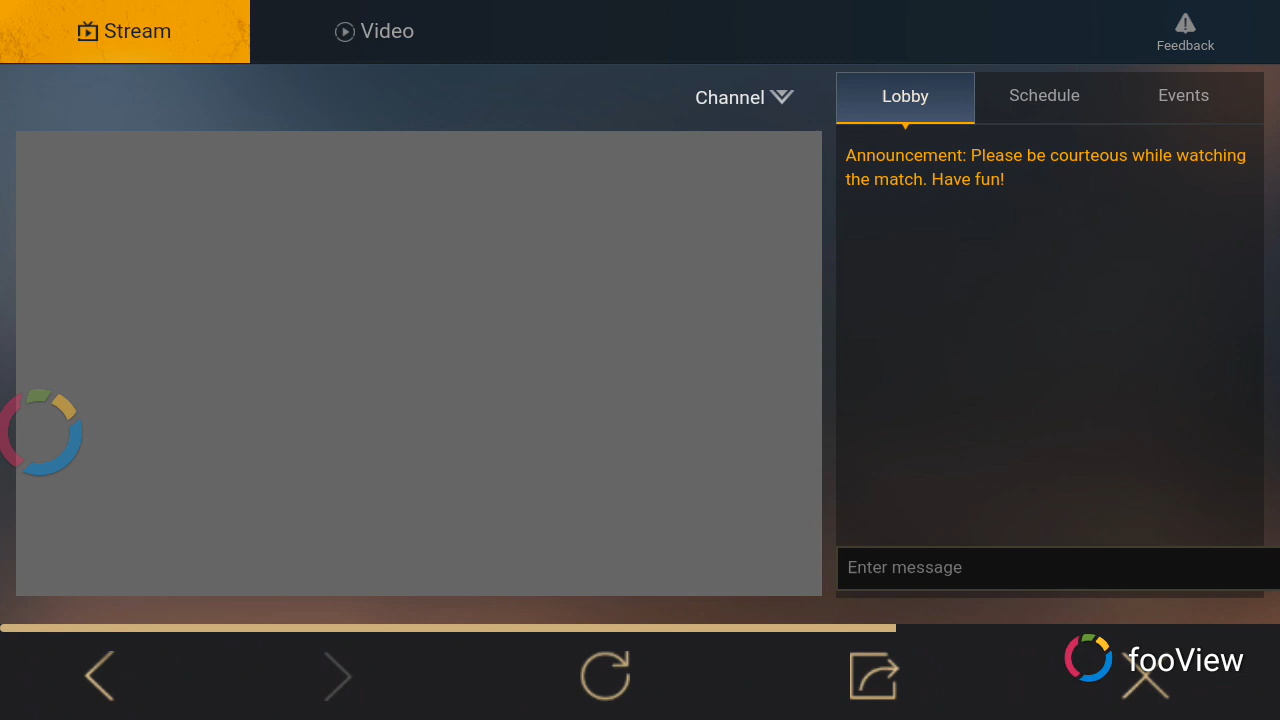 Stream
Video
Feedback
Channel
Lobby
Schedule
Events
Announcement: Please be courteous while watching
the match. Have fun!
Enter message
fooView